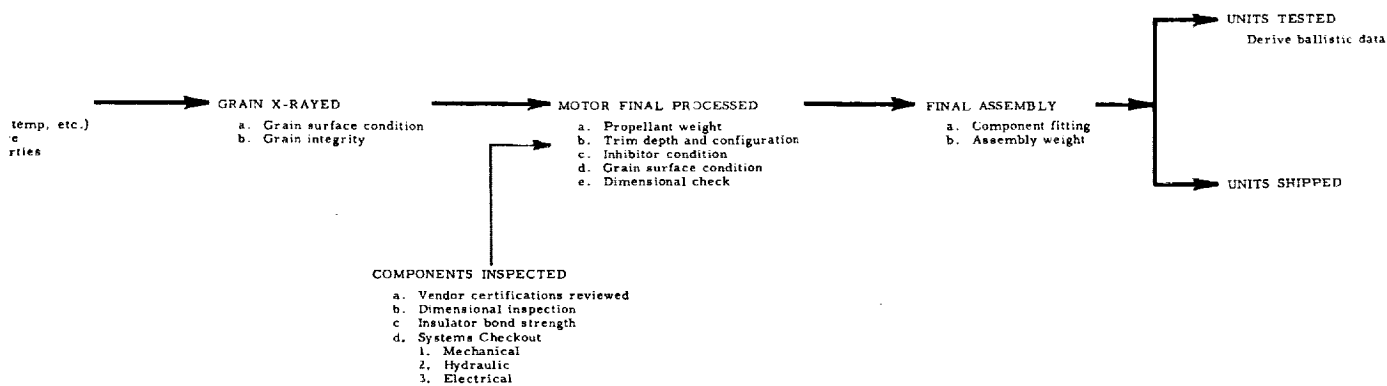 temp, etc.)
e
rties
GRAIN X-RAYED
a. Grain surface condition
b. Grain integrity
MOTOR FINAL PROCESSED
a. Propellant weight
b. Trim depth and configuration
c. Inhibitor condition
d. Grain surface condition
e. Dimensional check
COMPONENTS INSPECTED
a. Vendor certifications reviewed
b. Dimensional inspection
c Insulator bond strength
d. Systems Checkout
1. Mechanical
2. Hydraulic
3. Electrical
FINAL ASSEMBLY
a. Component fitting
b. Assembly weight
UNITS TESTED
Derive ballistic data
UNITS SHIPPED